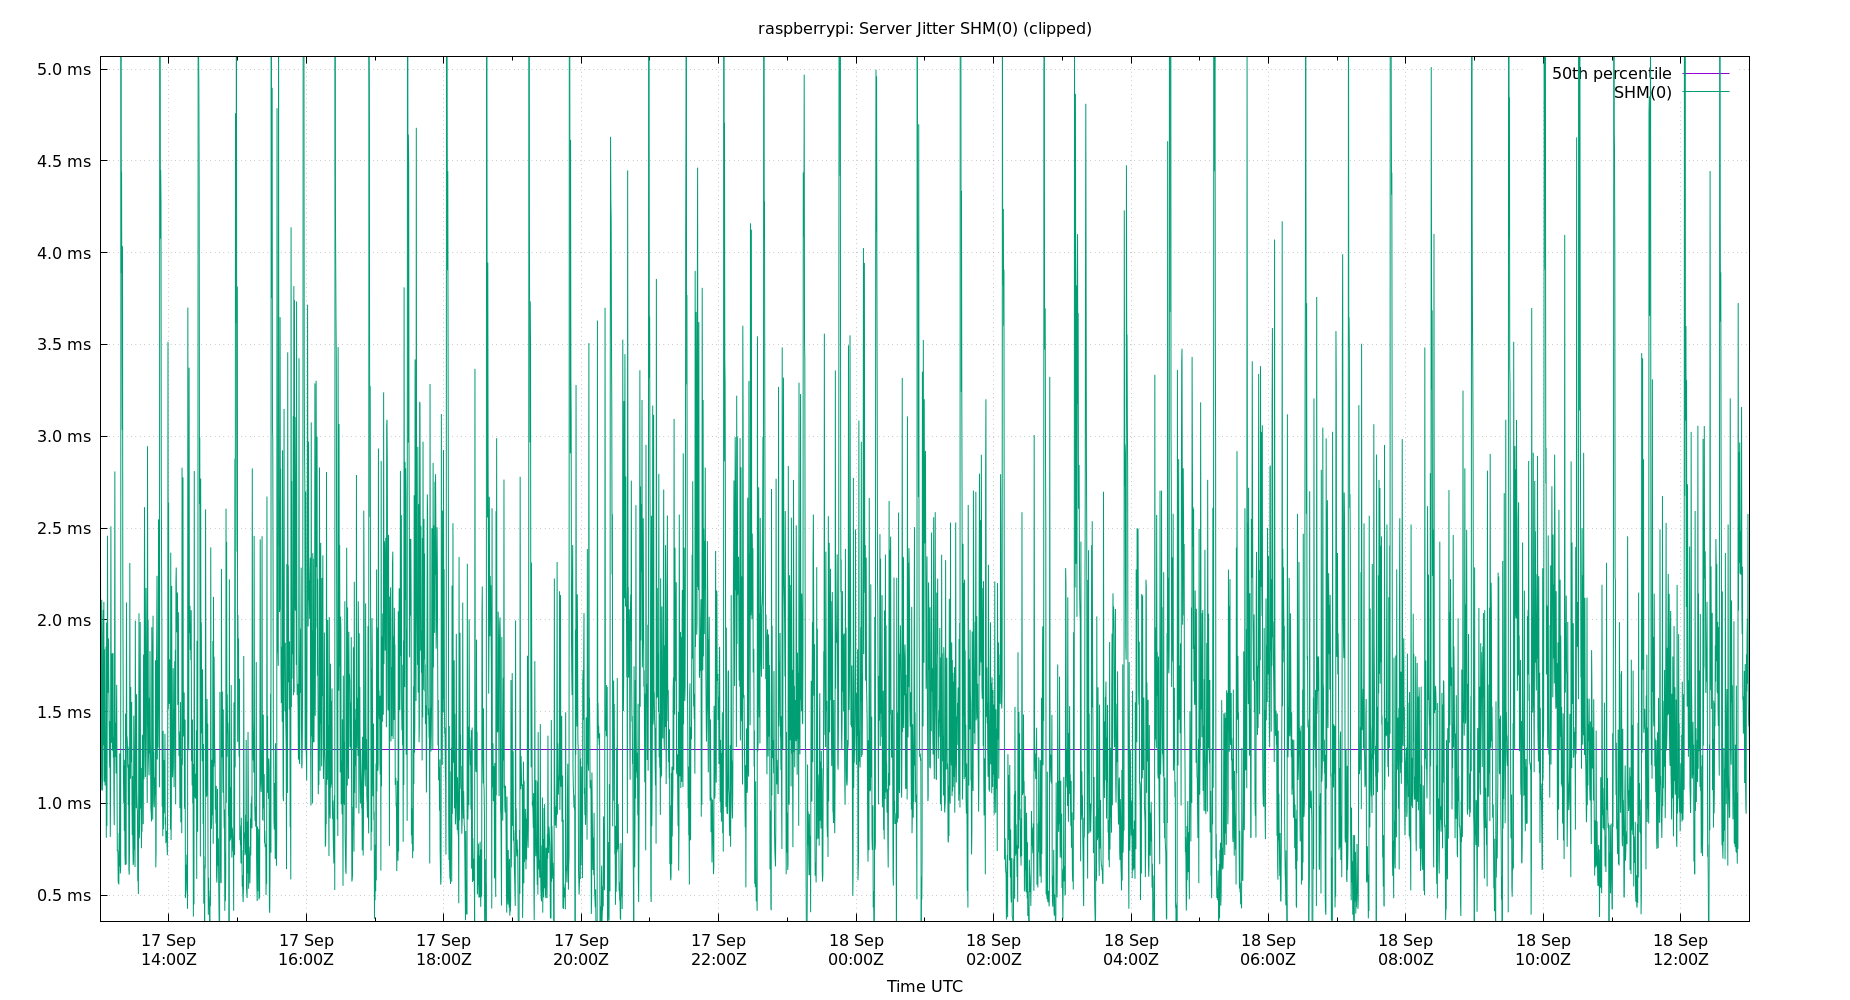 raspberrypi: Server Jitter SHM(0) (clipped)
5.0 ms
4.5 ms
4.0 ms
3.5 ms
3.0 ms
2.5 ms
2.0 ms
1.5 ms
1.0 ms
0.5 ms
50th percentile
SHM(0)
17 Sep 17 Sep 17 Sep 17 Sep 17 Sep 18 Sep 18 Sep 18 Sep 18 Sep 18 Sep 18 Sep 18 Sep
14:00Z 16:00Z 18:00Z 20:00Z 22:00Z 00:00Z 02:00Z 04:00Z 06:00Z 08:00Z 10:00Z 12:00Z
Time UTC